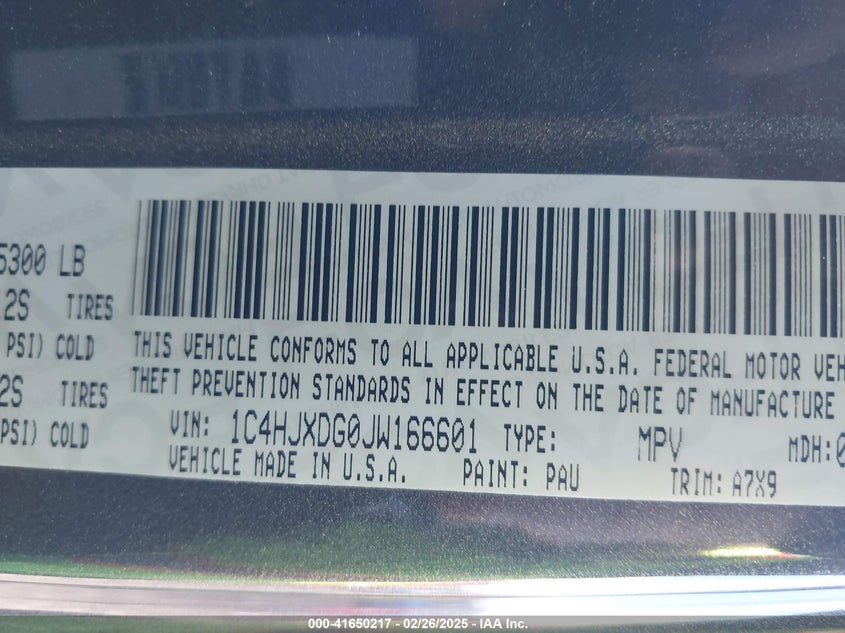 5300 LB
2S TIRES
PSI) COLD
2S TIRES
PSI) COLD
THIS VEHICLE CONFORMS TO ALL APPLICABLE U.S.A. FEDERAL MOTOR VEH
THEFT PREVENTION STANDARDS IN EFFECT ON THE DATE OF MANUFACTURE
VIN: 1C4HJXDG0JW166601 TYPE: MPV MDH:0
VEHICLE MADE IN U.S.A. PAINT: PAU TRIM: A7X9
000-41650217 - 02/26/2025 - IAA Inc.